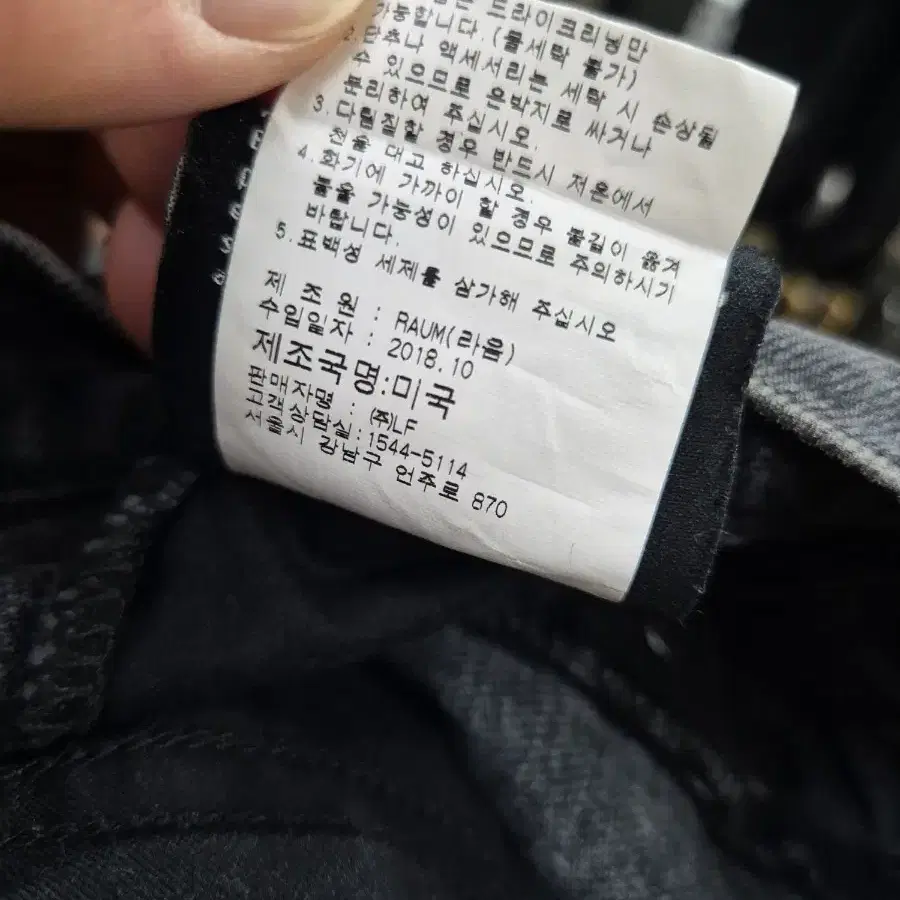 드라이크리닝만
가능합니다.(물세탁 불가)
2.단추나 액세서리는 세탁 시 손상될
수 있으므로 은박지로 싸거나
분리하여 주십시오.
3.다림질할 경우 반드시 저온에서
천을 대고 하십시오.
4.화기에 가까이 할 경우 불길이 옮겨
붙을 가능성이 있으므로 주의하시기
바랍니다.
5.표백성 세제를 삼가해 주십시오
제 조원 : RAUM(라움)
수입일자 : 2018.10
제조국명:미국
판매자명 : (주)LF
고객상담실:1544-5114
서울시 강남구 언주로 870